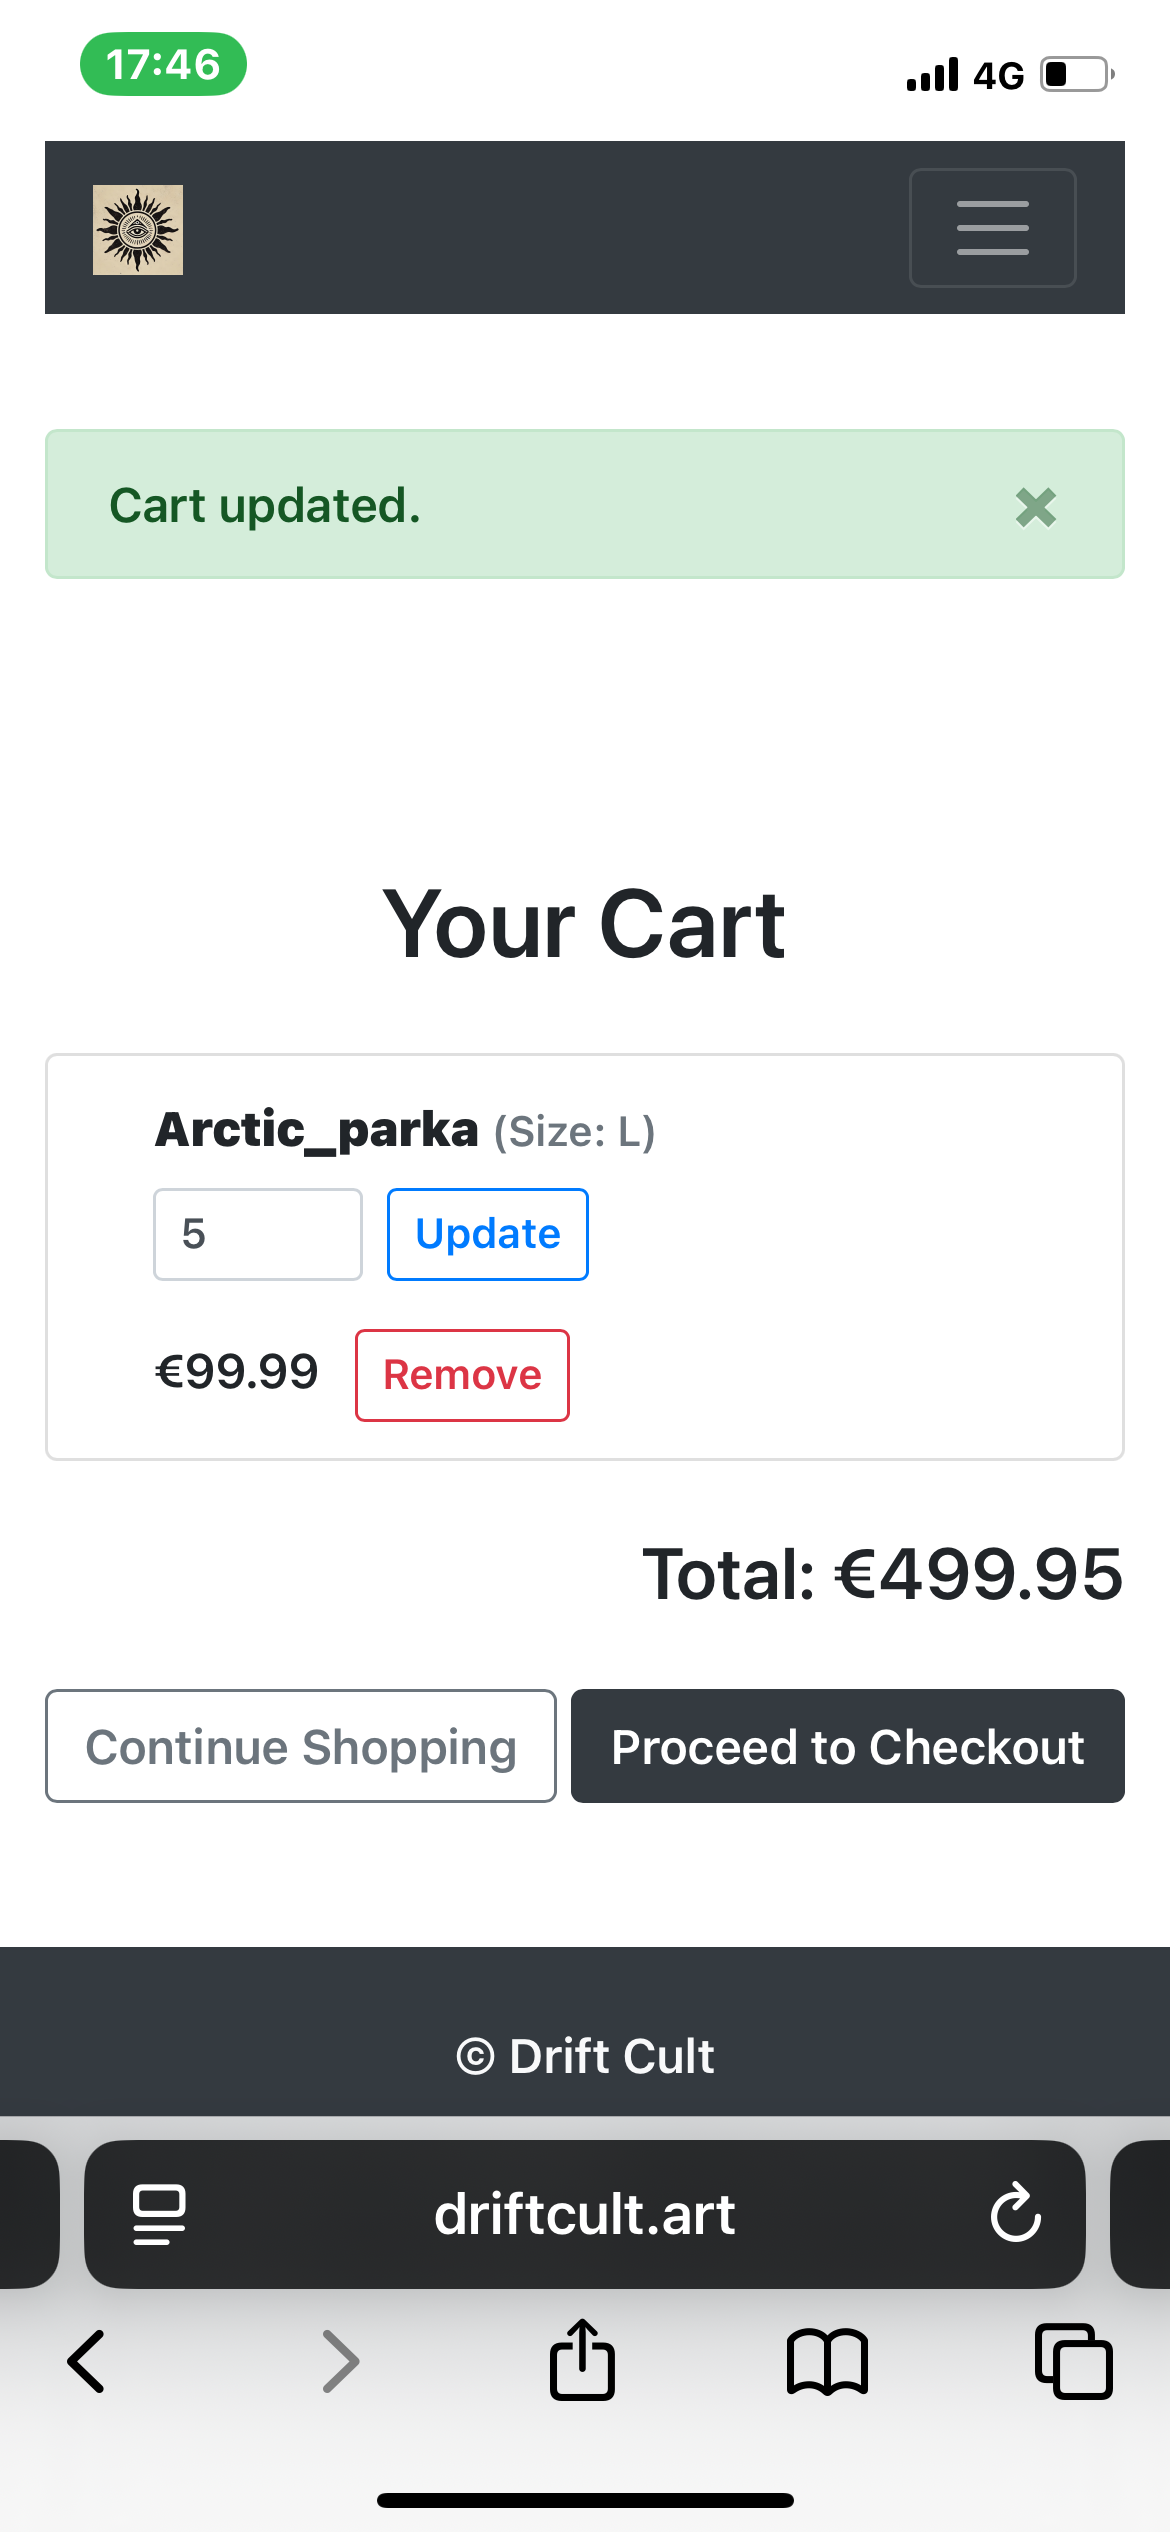 17:46
4G
Cart updated.
Your Cart
Arctic_parka (Size: L)
5 Update
€99.99 Remove
Total: €499.95
Continue Shopping Proceed to Checkout
© Drift Cult
driftcult.art